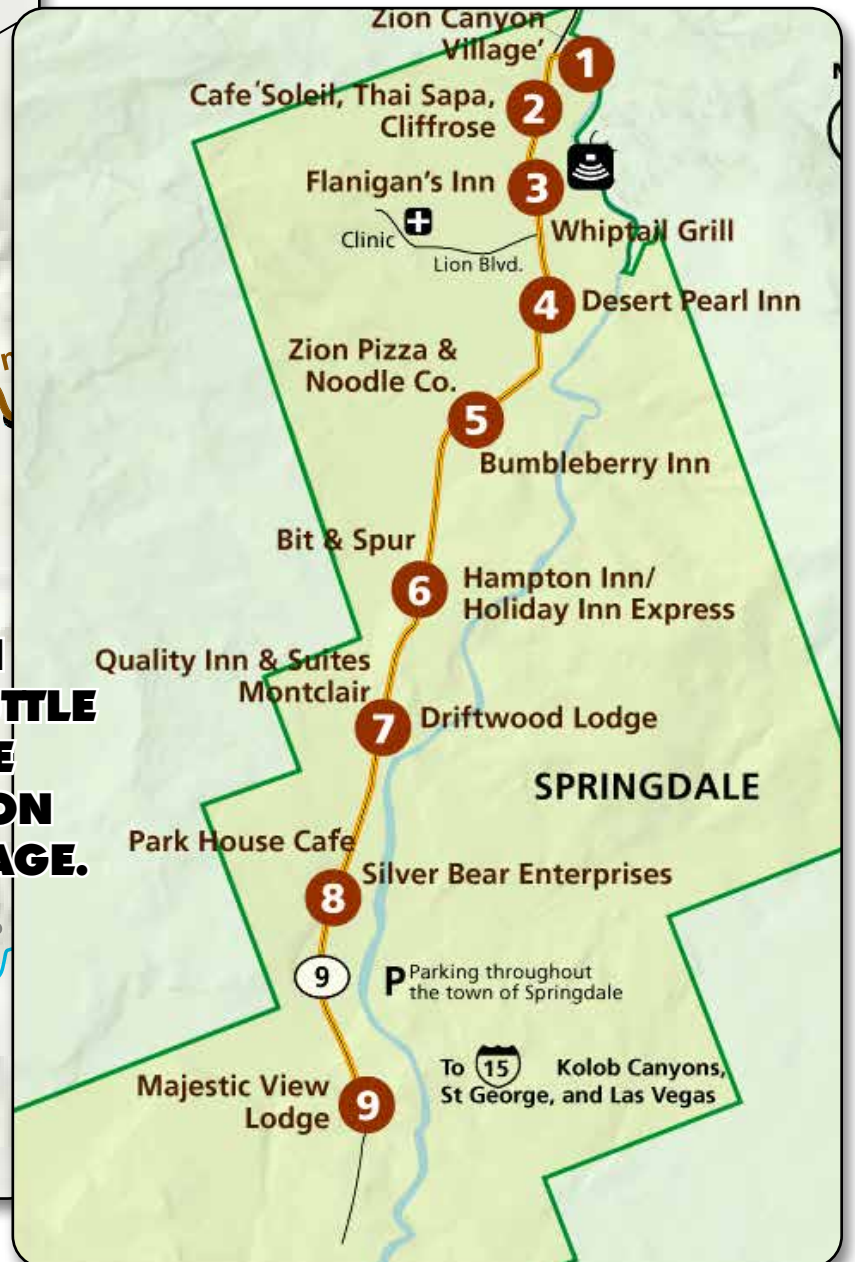 Zion Canyon
Village'
1
Cafe´Soleil, Thai Sapa,
Cliffrose
2
Flanigan's Inn
3
Whiptail Grill
Clinic
Lion Blvd.
4
Desert Pearl Inn
Zion Pizza &
Noodle Co.
5
Bumbleberry Inn
Bit & Spur
6
Hampton Inn/
Holiday Inn Express
Quality Inn & Suites
Montclair
7
Driftwood Lodge
SPRINGDALE
Park House Cafe
8
Silver Bear Enterprises
9
P Parking throughout
the town of Springdale
To 15 Kolob Canyons,
St George, and Las Vegas
Majestic View
Lodge
9
TTLE
E
ON
AGE.